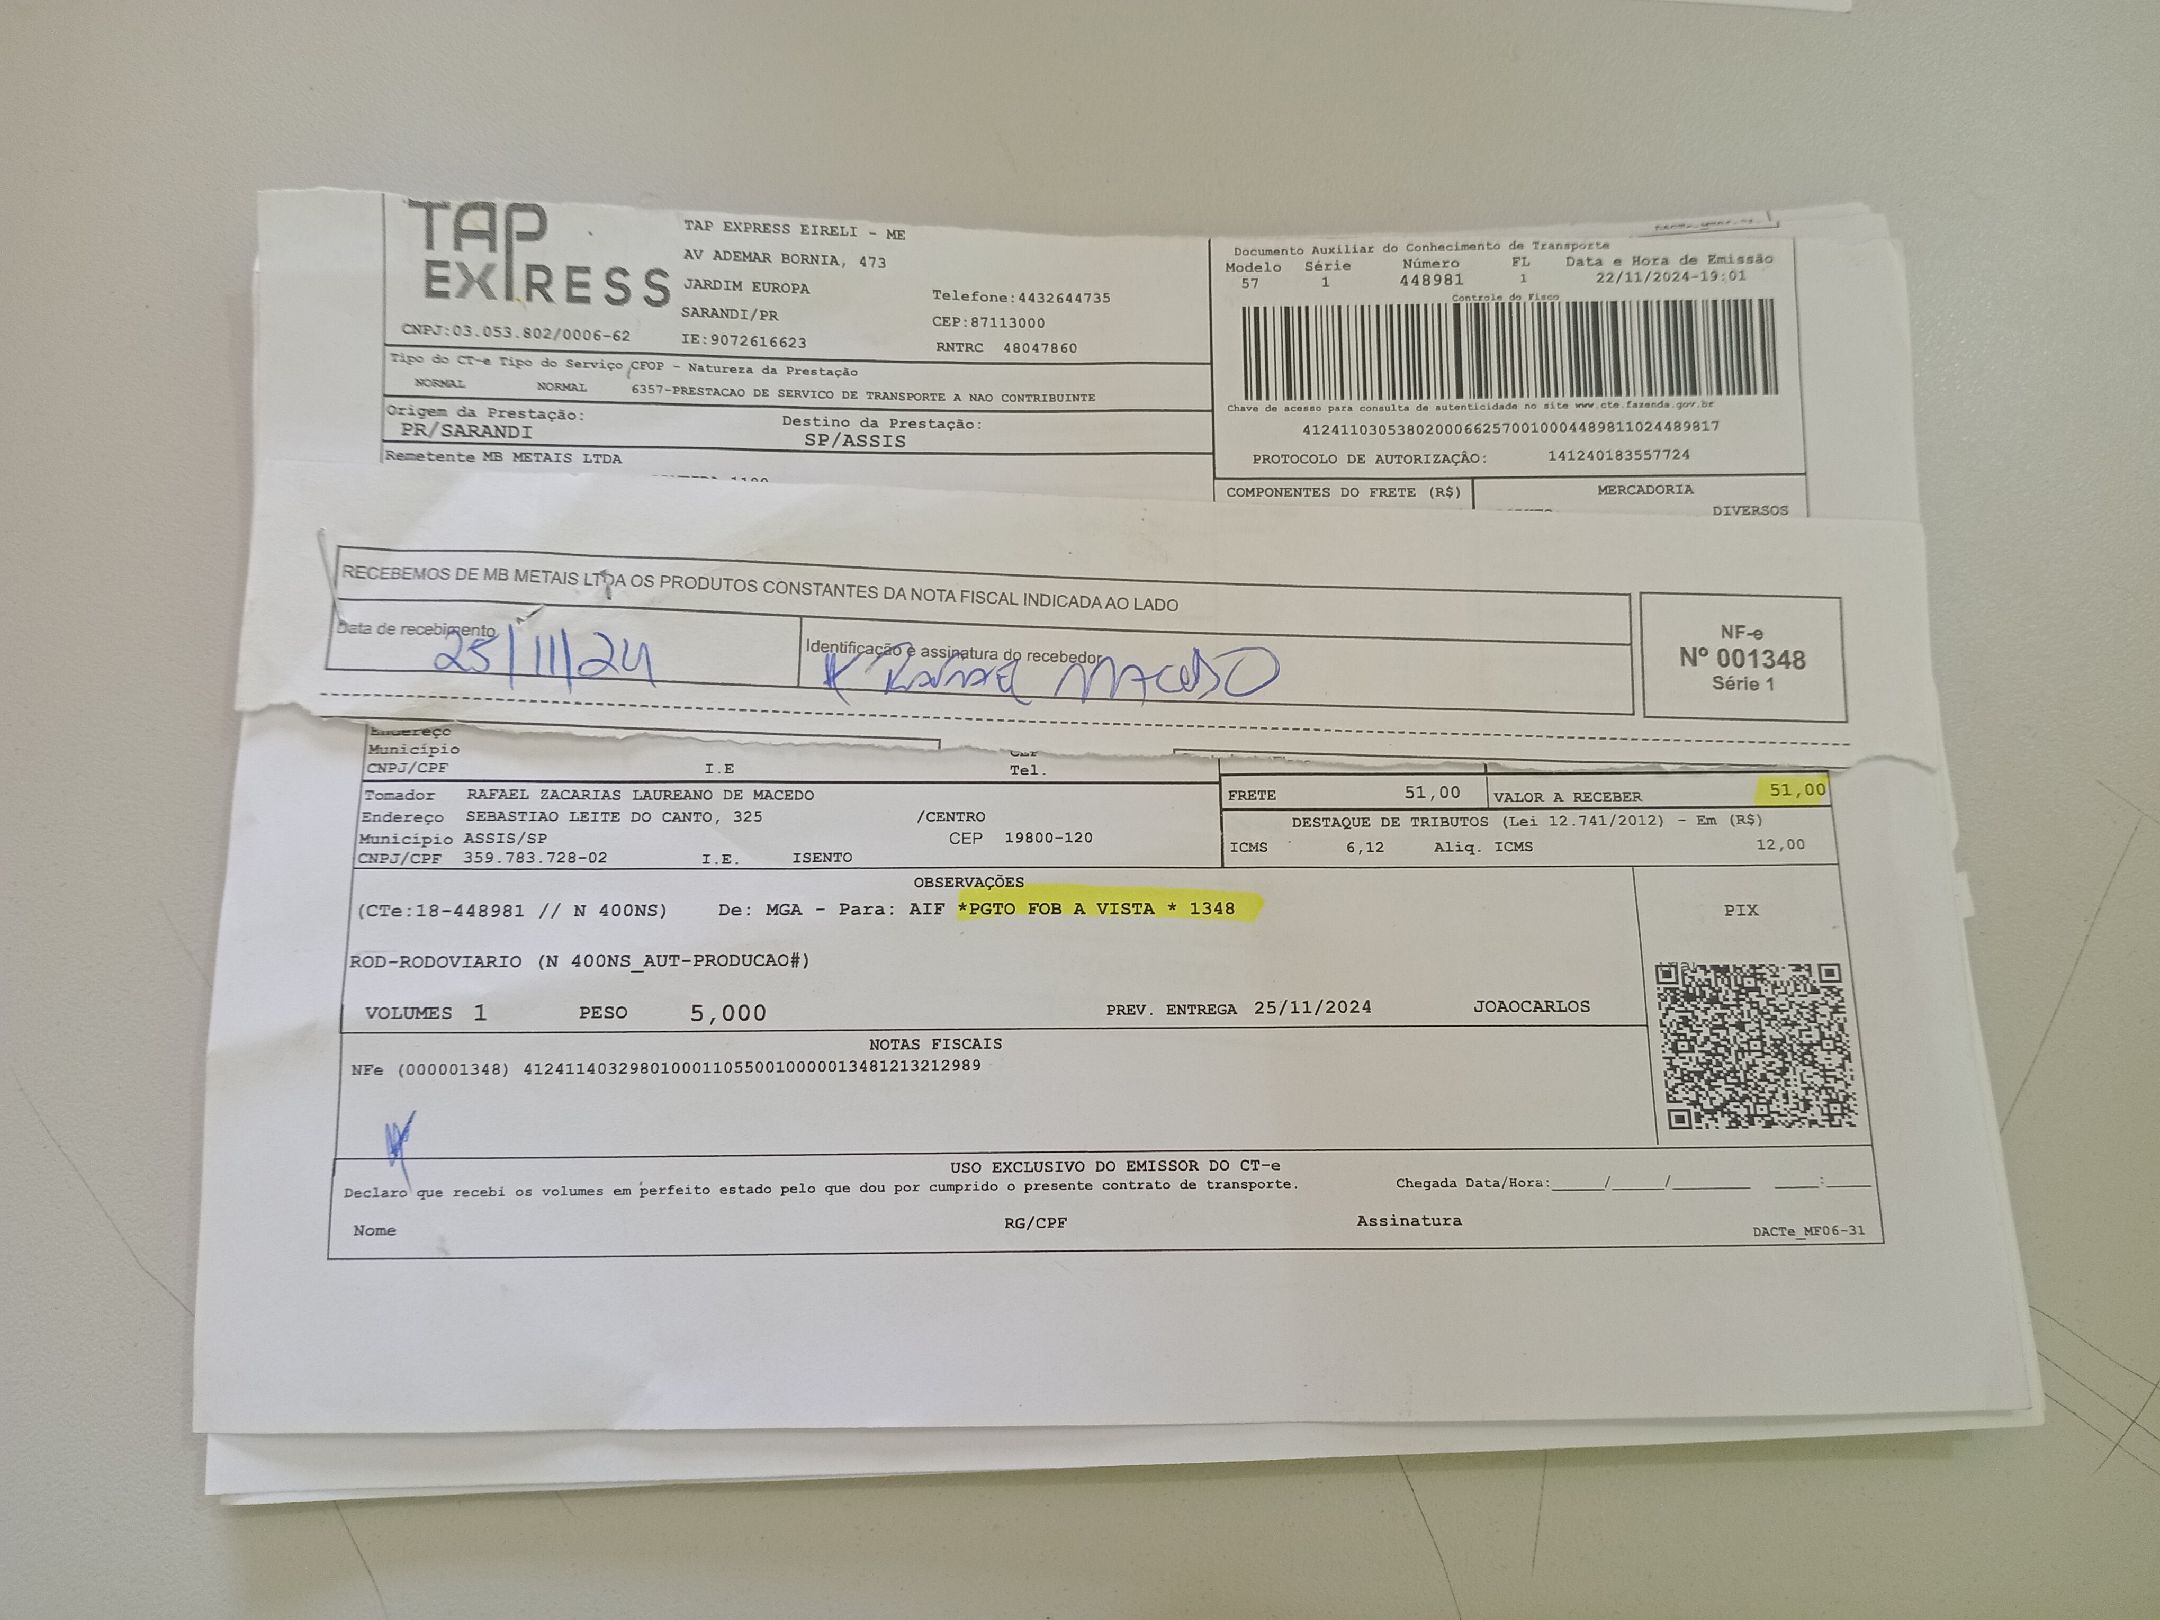 TAP
EXPRESS
CNPJ:03.053.802/0006-62
TAP EXPRESS EIRELI - ME
AV ADEMAR BORNIA, 473
JARDIM EUROPA
SARANDI/PR
IE:9072616623
Telefone:4432644735
CEP:87113000
RNTRC 48047860
Documento Auxiliar do Conhecimento de Transporte
Modelo Série Número FL Data e Hora de Emissão
57 1 448981 1 22/11/2024-19:01
Controle do Fisco
Chave de acesso para consulta de autenticidade no site www.cte.fazenda.gov.br
41241103053802000662570010004489811024489817
PROTOCOLO DE AUTORIZAÇÃO: 141240183557724
Tipo do CT-e Tipo do Serviço CFOP - Natureza da Prestação
NORMAL NORMAL 6357-PRESTACAO DE SERVICO DE TRANSPORTE A NAO CONTRIBUINTE
Origem da Prestação: Destino da Prestação:
PR/SARANDI SP/ASSIS
Remetente MB METAIS LTDA
COMPONENTES DO FRETE (R$) MERCADORIA
DIVERSOS
RECEBEMOS DE MB METAIS LTDA OS PRODUTOS CONSTANTES DA NOTA FISCAL INDICADA AO LADO
Data de recebimento
25/11/24
Identificação e assinatura do recebedor
Rafael Macedo
NF-e
Nº 001348
Série 1
Endereço
Município
CNPJ/CPF I.E Tel.
Tomador RAFAEL ZACARIAS LAUREANO DE MACEDO
Endereço SEBASTIAO LEITE DO CANTO, 325 /CENTRO
Município ASSIS/SP CEP 19800-120
CNPJ/CPF 359.783.728-02 I.E. ISENTO
FRETE 51,00 VALOR A RECEBER 51,00
DESTAQUE DE TRIBUTOS (Lei 12.741/2012) - Em (R$)
ICMS 6,12 Aliq. ICMS 12,00
OBSERVAÇÕES
(CTe:18-448981 // N 400NS) De: MGA - Para: AIF *PGTO FOB A VISTA * 1348
PIX
ROD-RODOVIARIO (N 400NS_AUT-PRODUCAO#)
VOLUMES 1 PESO 5,000 PREV. ENTREGA 25/11/2024 JOAOCARLOS
NOTAS FISCAIS
NFe (000001348) 41241140329801000110550010000013481213212989
USO EXCLUSIVO DO EMISSOR DO CT-e
Declaro que recebi os volumes em perfeito estado pelo que dou por cumprido o presente contrato de transporte. Chegada Data/Hora:____/____/______ ____:____
Nome RG/CPF Assinatura
DACTe_MF06-31